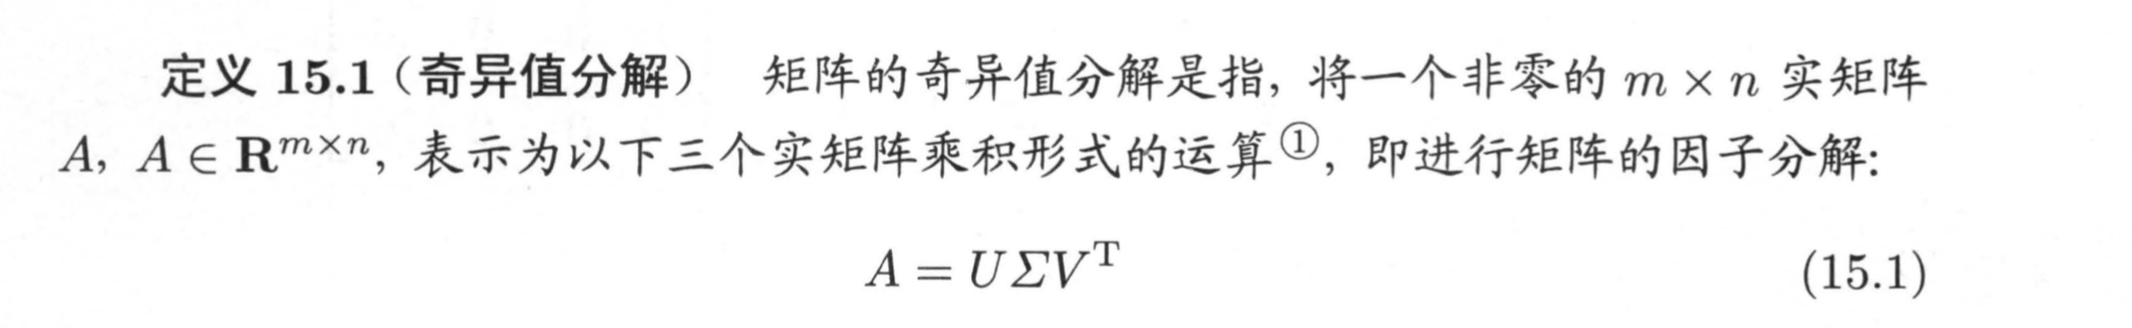 定义 15.1（奇异值分解） 矩阵的奇异值分解是指，将一个非零的 m × n 实矩阵
A，A ∈ R^{m×n}，表示为以下三个实矩阵乘积形式的运算①，即进行矩阵的因子分解：
A = UΣV^T (15.1)